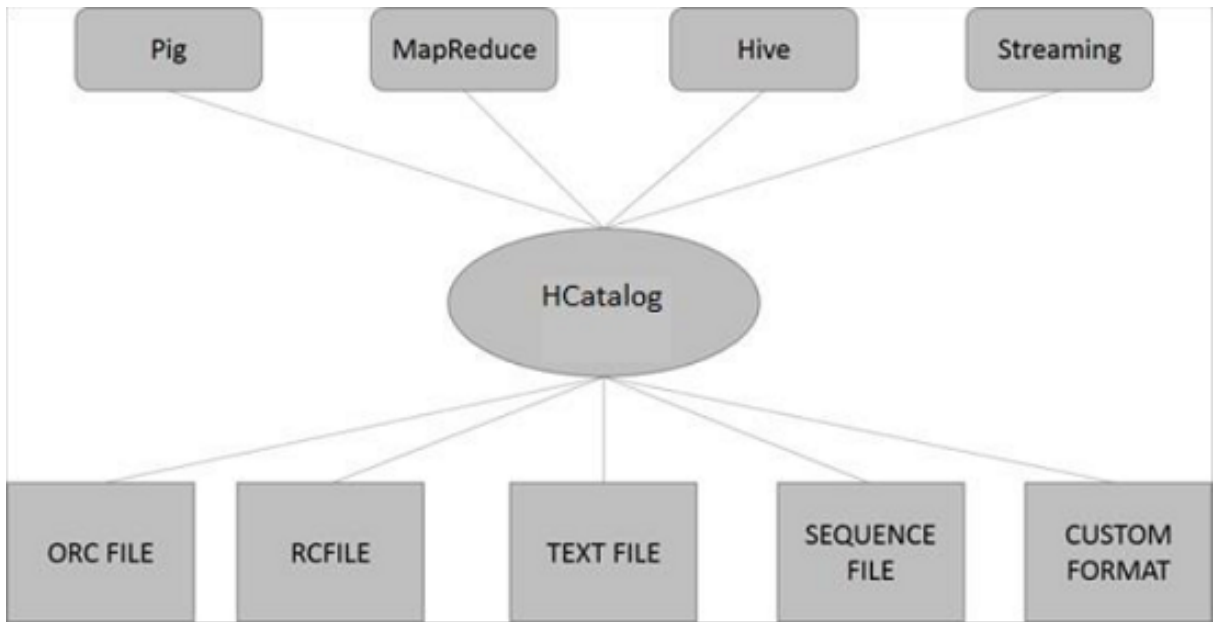 Pig
MapReduce
Hive
Streaming
HCatalog
ORC FILE
RCFILE
TEXT FILE
SEQUENCE
FILE
CUSTOM
FORMAT